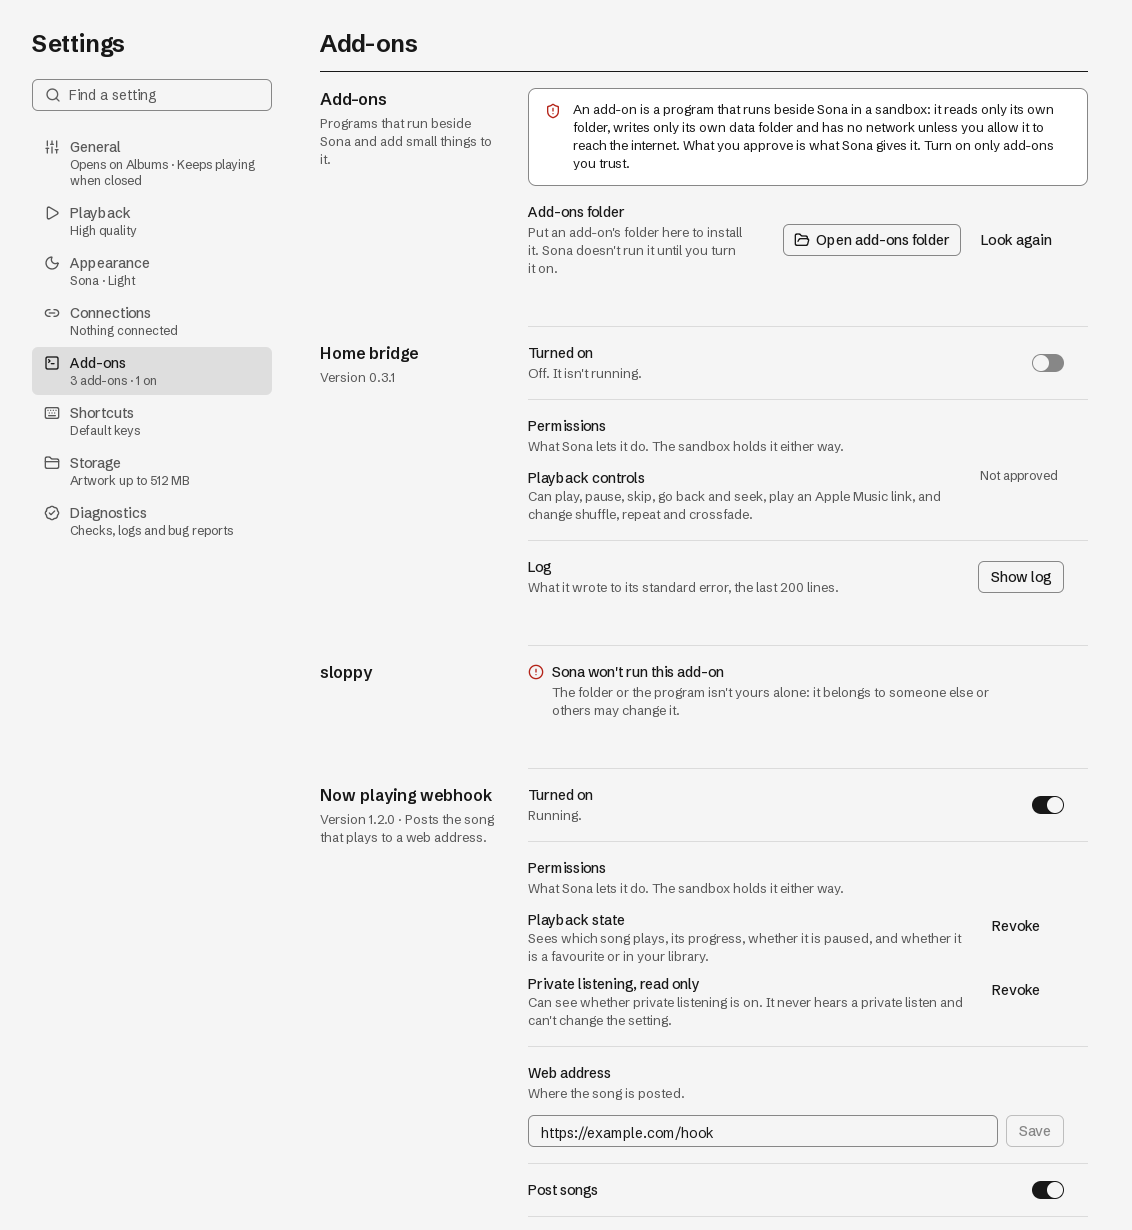 Settings
Find a setting
General
Opens on Albums · Keeps playing
when closed
Playback
High quality
Appearance
Sona · Light
Connections
Nothing connected
Add-ons
3 add-ons · 1 on
Shortcuts
Default keys
Storage
Artwork up to 512 MB
Diagnostics
Checks, logs and bug reports
Add-ons
Add-ons
Programs that run beside
Sona and add small things to
it.
An add-on is a program that runs beside Sona in a sandbox: it reads only its own
folder, writes only its own data folder and has no network unless you allow it to
reach the internet. What you approve is what Sona gives it. Turn on only add-ons
you trust.
Add-ons folder
Put an add-on's folder here to install
it. Sona doesn't run it until you turn
it on.
Open add-ons folder
Look again
Home bridge
Version 0.3.1
Turned on
Off. It isn't running.
Permissions
What Sona lets it do. The sandbox holds it either way.
Playback controls
Can play, pause, skip, go back and seek, play an Apple Music link, and
change shuffle, repeat and crossfade.
Not approved
Log
What it wrote to its standard error, the last 200 lines.
Show log
sloppy
Sona won't run this add-on
The folder or the program isn't yours alone: it belongs to someone else or
others may change it.
Now playing webhook
Version 1.2.0 · Posts the song
that plays to a web address.
Turned on
Running.
Permissions
What Sona lets it do. The sandbox holds it either way.
Playback state
Sees which song plays, its progress, whether it is paused, and whether it
is a favourite or in your library.
Revoke
Private listening, read only
Can see whether private listening is on. It never hears a private listen and
can't change the setting.
Revoke
Web address
Where the song is posted.
https://example.com/hook
Save
Post songs